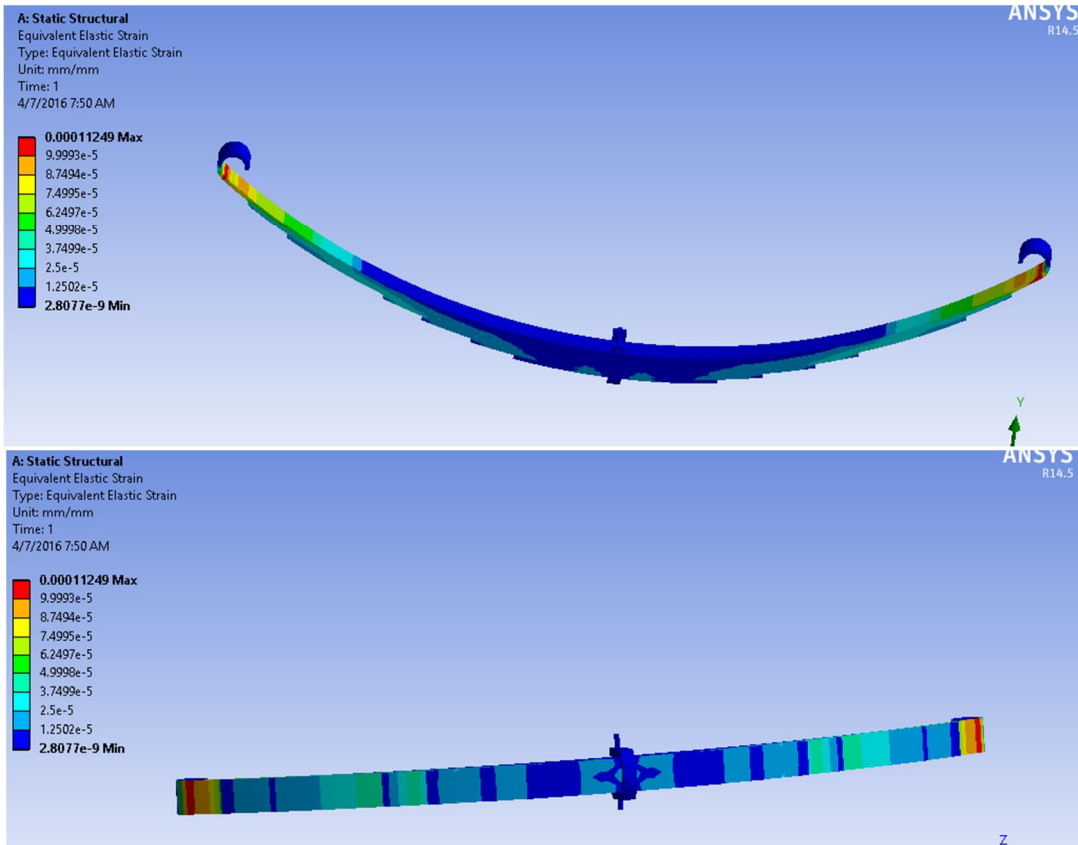 A: Static Structural
Equivalent Elastic Strain
Type: Equivalent Elastic Strain
Unit: mm/mm
Time: 1
4/7/2016 7:50 AM
0.00011249 Max
9.9993e-5
8.7494e-5
7.4995e-5
6.2497e-5
4.9998e-5
3.7499e-5
2.5e-5
1.2502e-5
2.8077e-9 Min
ANSYS
R14.5
Y
A: Static Structural
Equivalent Elastic Strain
Type: Equivalent Elastic Strain
Unit: mm/mm
Time: 1
4/7/2016 7:50 AM
0.00011249 Max
9.9993e-5
8.7494e-5
7.4995e-5
6.2497e-5
4.9998e-5
3.7499e-5
2.5e-5
1.2502e-5
2.8077e-9 Min
ANSYS
R14.5
Z